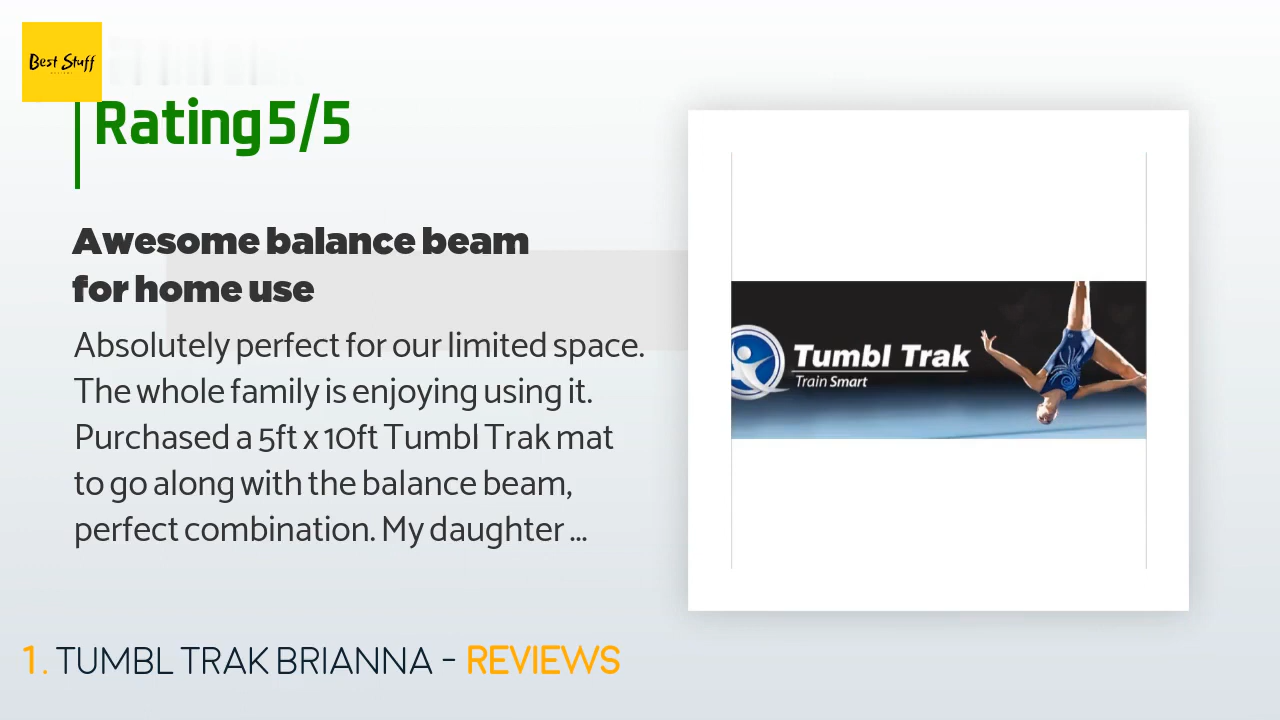 Best Stuff
Rating 5/5
Awesome balance beam
for home use
Absolutely perfect for our limited space.
The whole family is enjoying using it.
Purchased a 5ft x 10ft Tumbl Trak mat
to go along with the balance beam,
perfect combination. My daughter ...
Tumbl Trak
Train Smart
1. TUMBL TRAK BRIANNA - REVIEWS